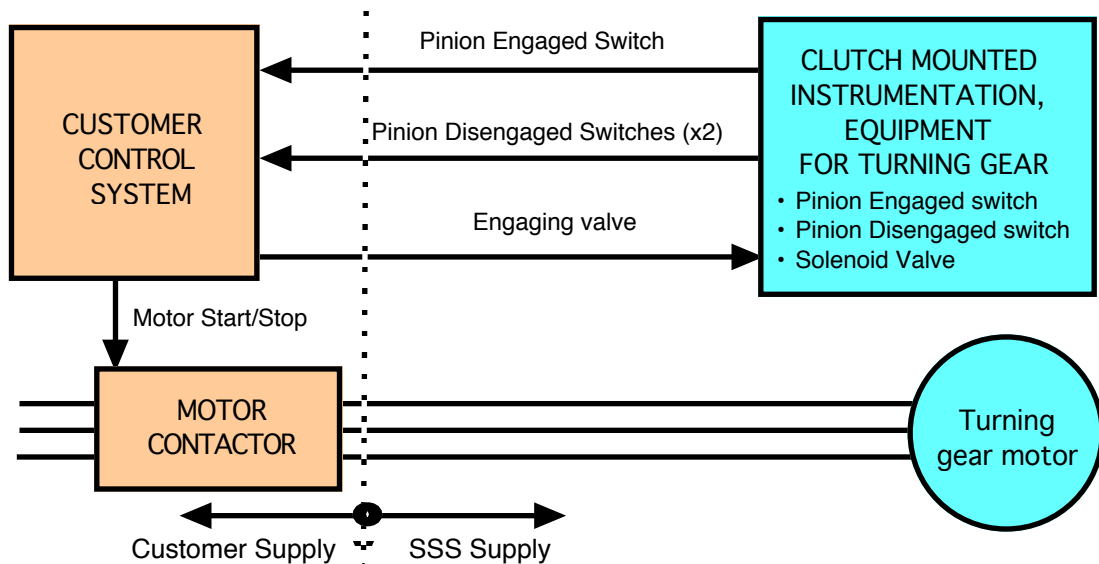 Pinion Engaged Switch
CUSTOMER
CONTROL
SYSTEM
Pinion Disengaged Switches (x2)
Engaging valve
CLUTCH MOUNTED
INSTRUMENTATION,
EQUIPMENT
FOR TURNING GEAR
• Pinion Engaged switch
• Pinion Disengaged switch
• Solenoid Valve
Motor Start/Stop
MOTOR
CONTACTOR
Turning
gear motor
Customer Supply
SSS Supply